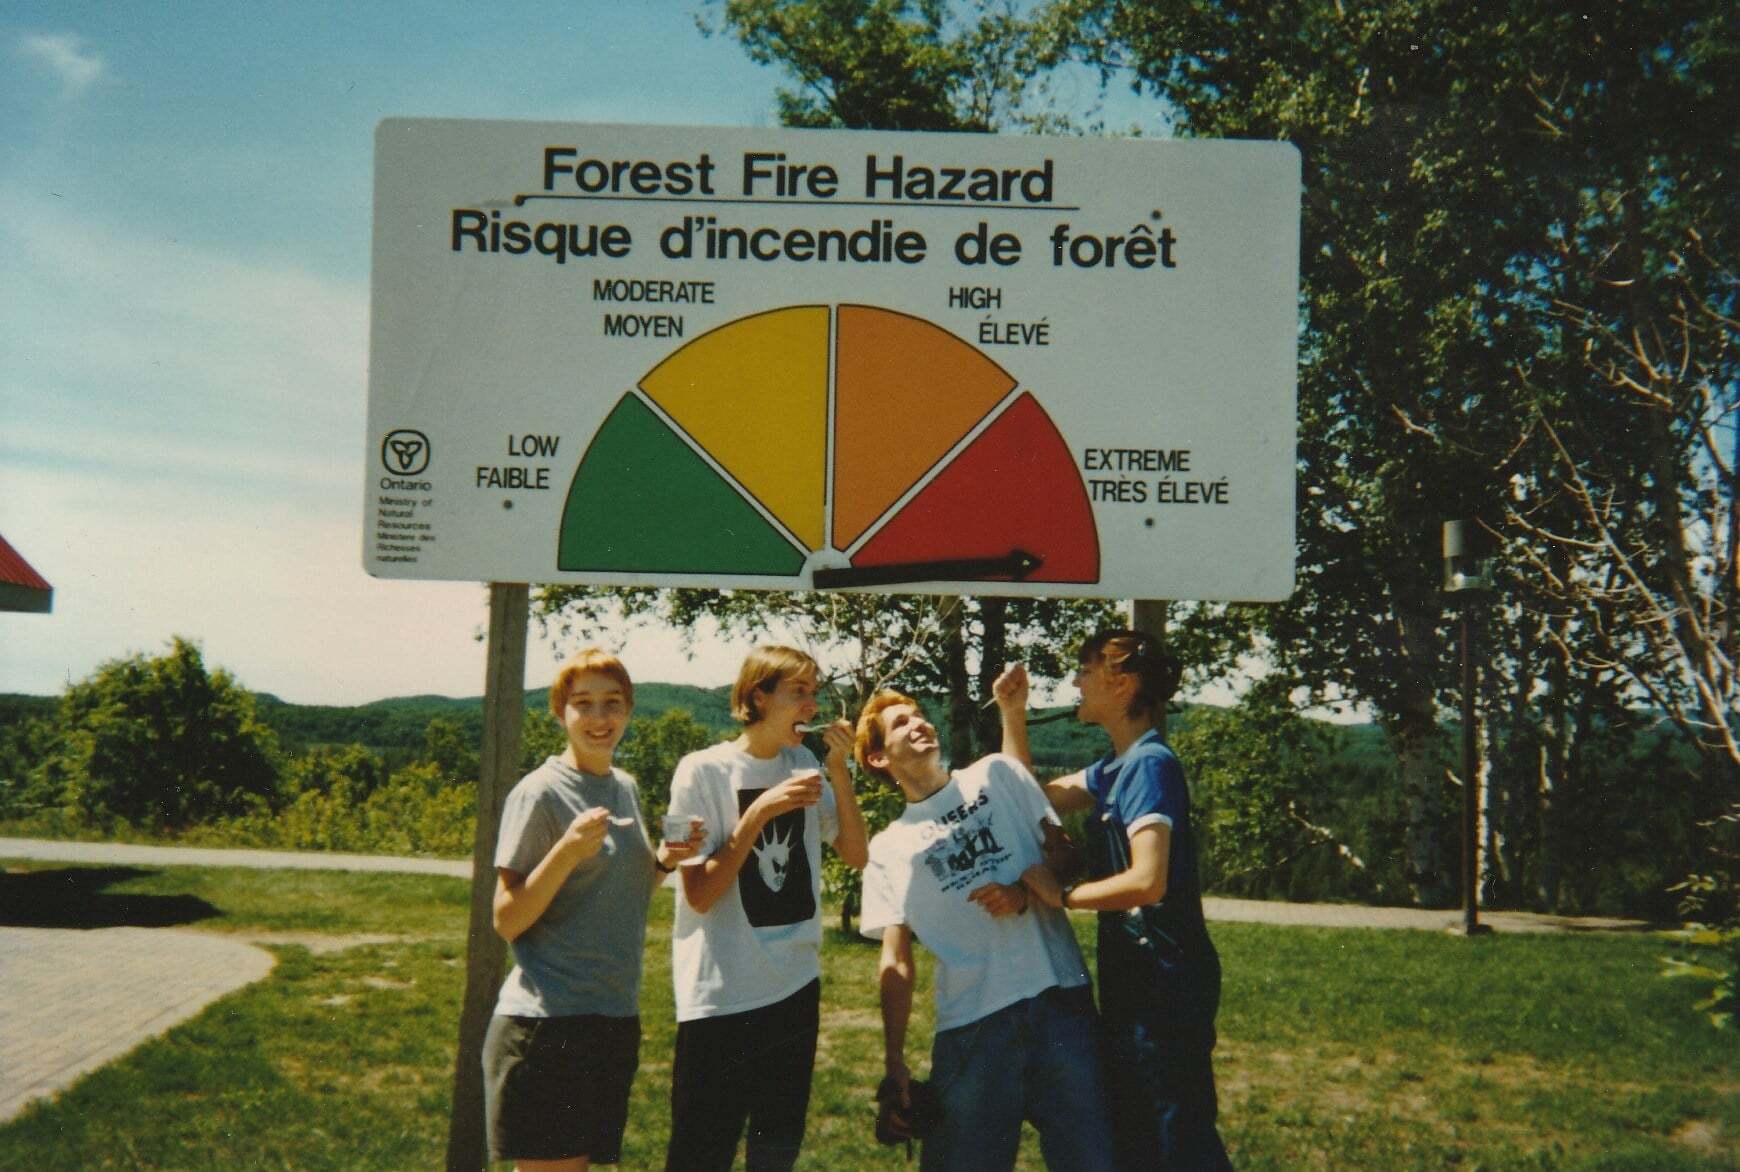 Forest Fire Hazard
Risque d'incendie de forêt
MODERATE
MOYEN
HIGH
ÉLEVÉ
LOW
FAIBLE
EXTREME
TRÈS ÉLEVÉ
Ontario
Ministry of
Natural
Resources
Ministère des
Richesses
naturelles
QUEERS